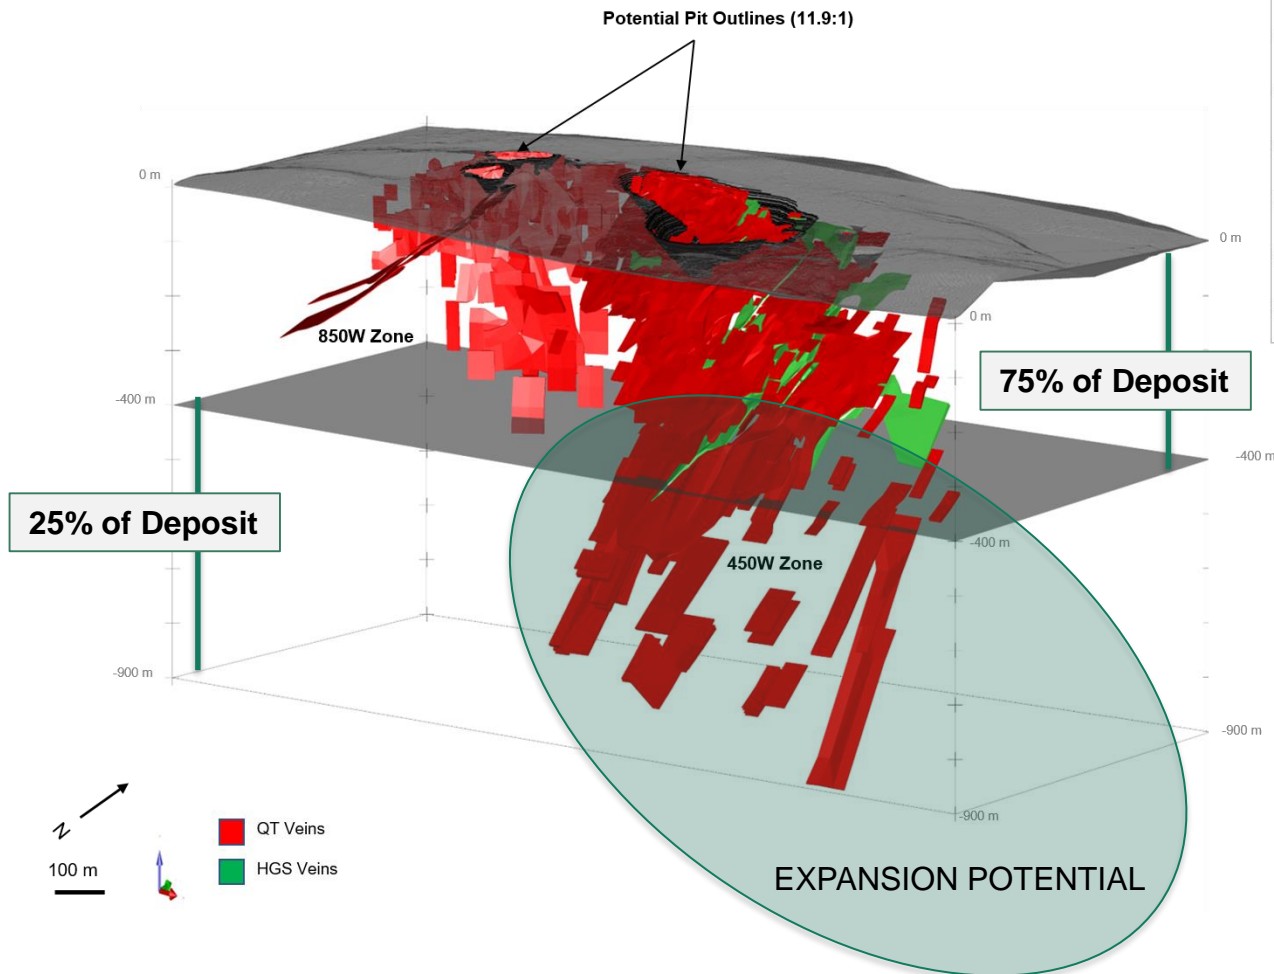 Potential Pit Outlines (11.9:1)
0 m
0 m
0 m
850W Zone
75% of Deposit
-400 m
-400 m
25% of Deposit
-400 m
450W Zone
-900 m
-900 m
-900 m
N
QT Veins
100 m
HGS Veins
EXPANSION POTENTIAL